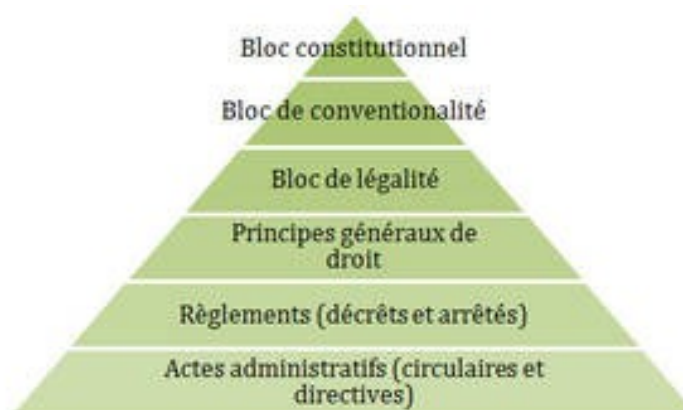 Bloc constitutionnel
Bloc de conventionalité
Bloc de légalité
Principes généraux de
droit
Règlements (décrêts et arrêtés)
Actes administratifs (circulaires et
directives)